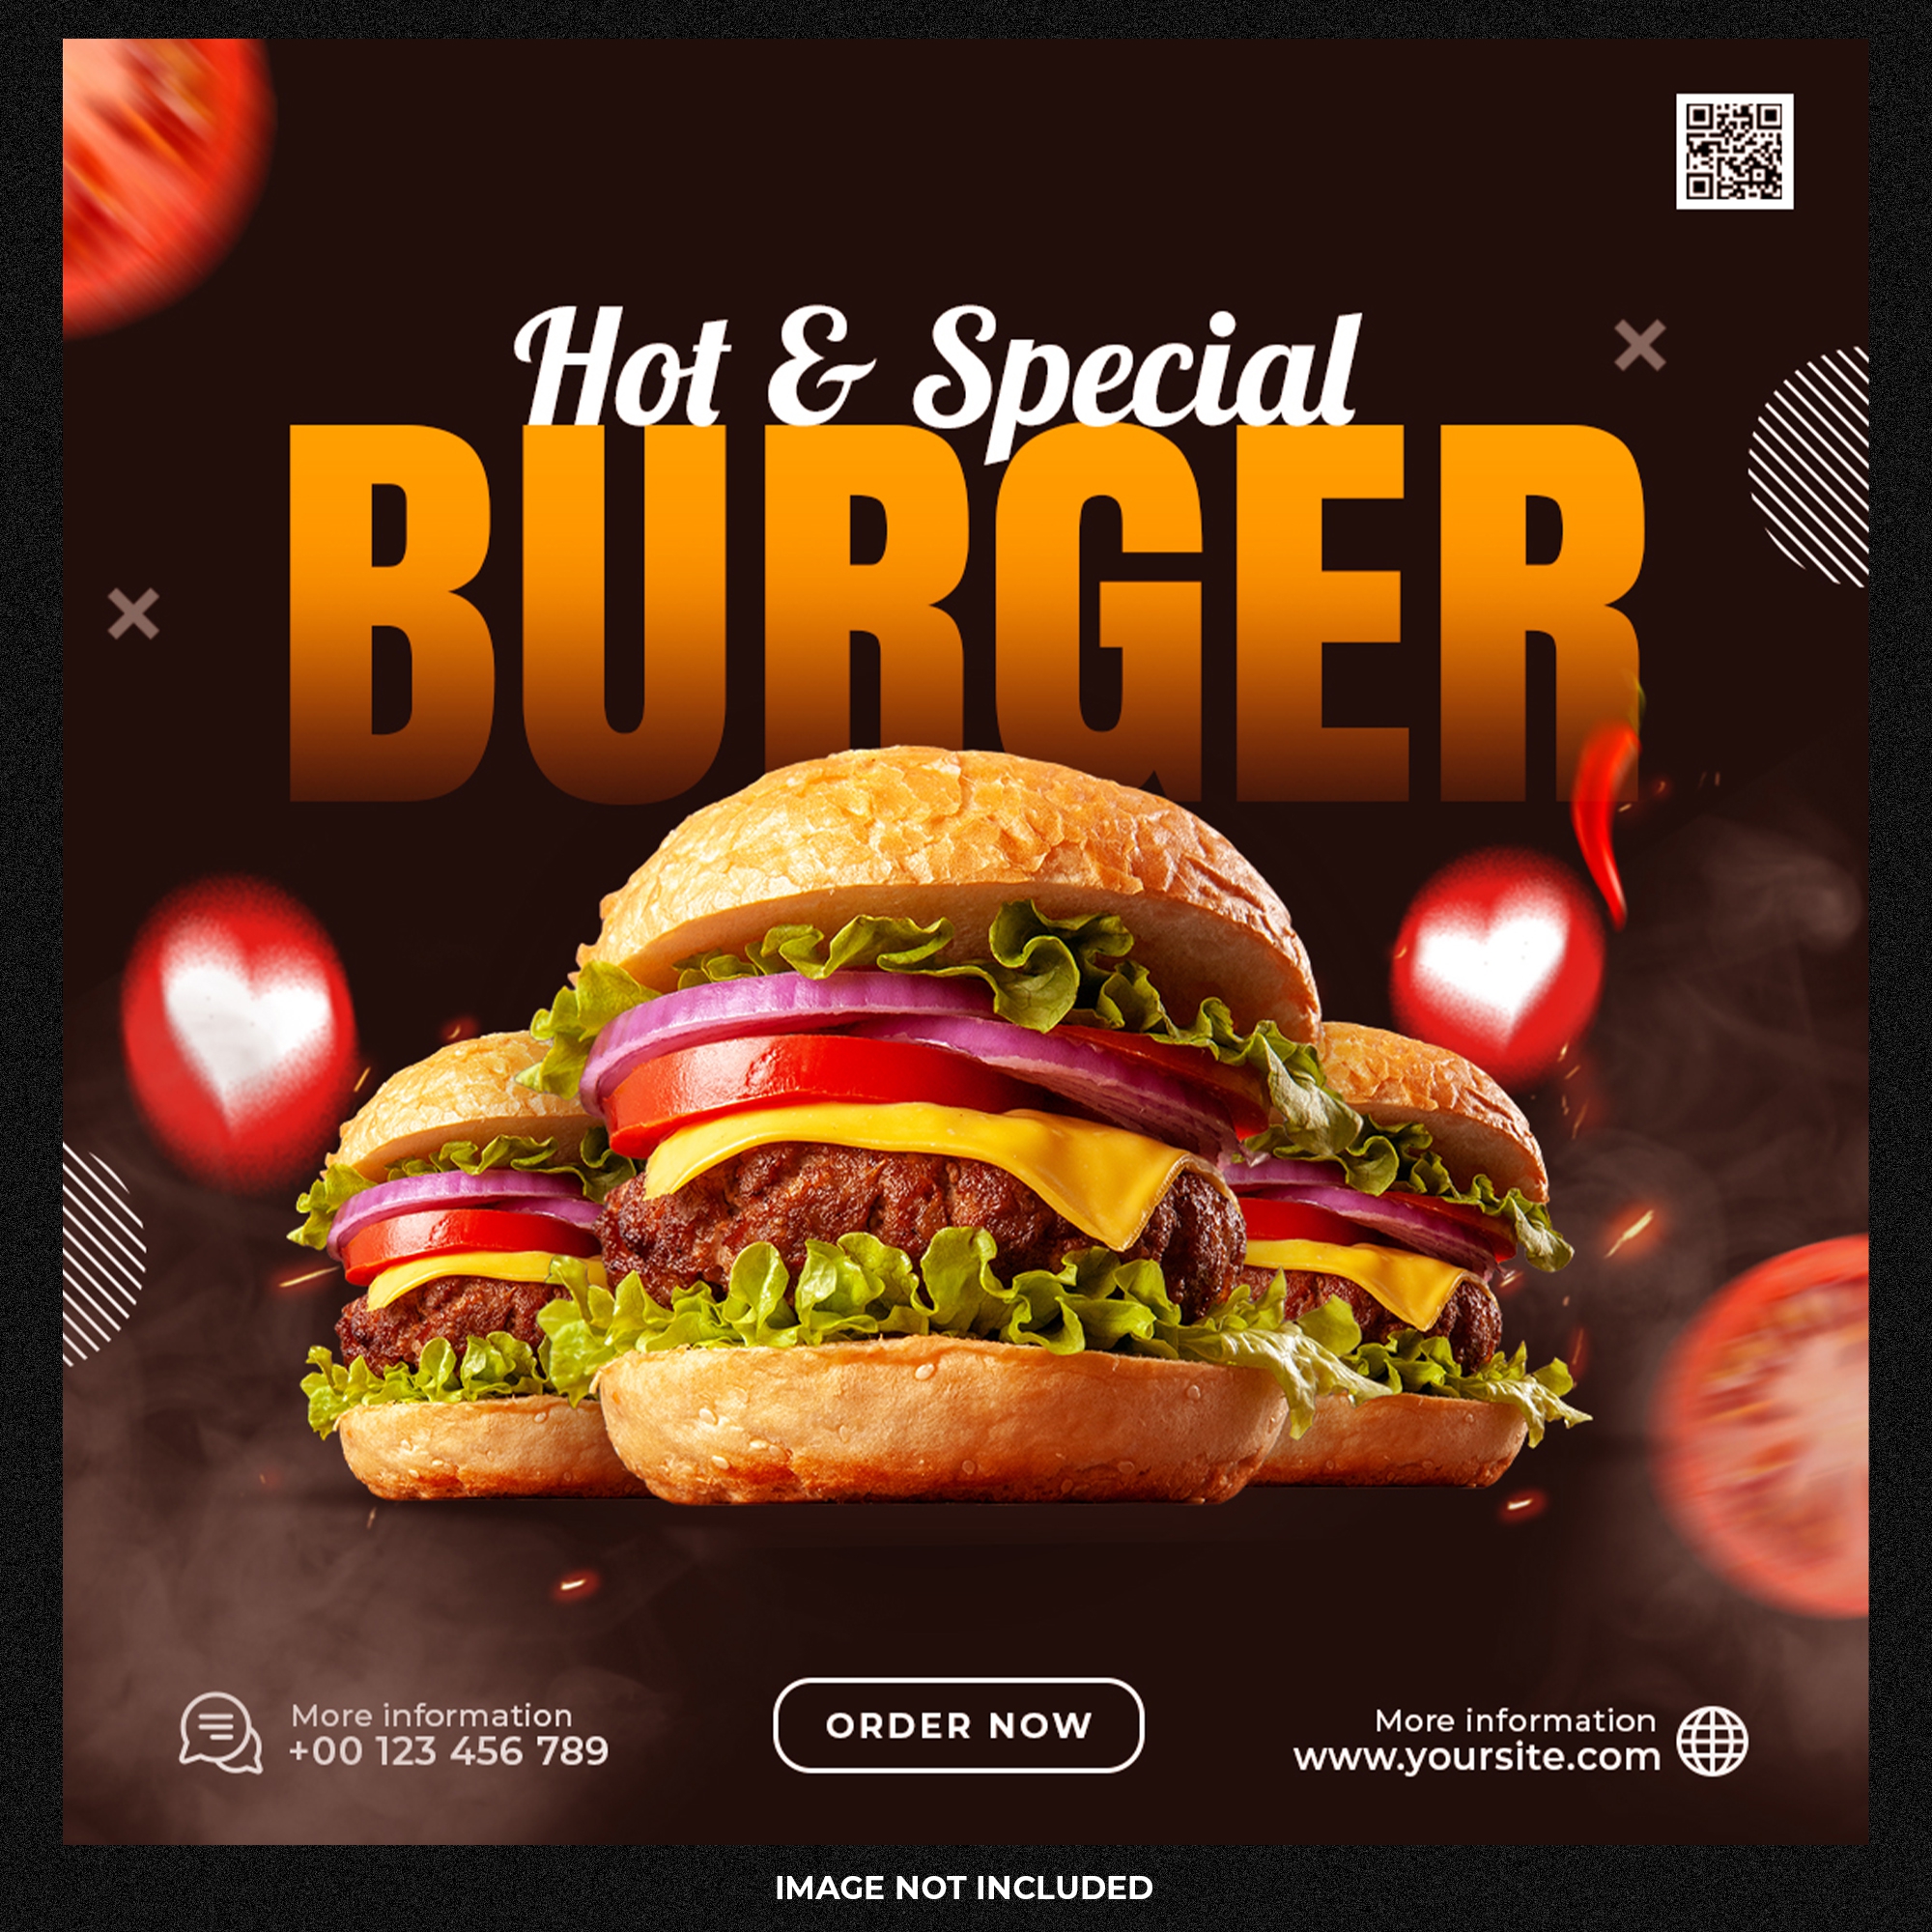 Hot & Special
BURGER
More information
+00 123 456 789
ORDER NOW
More information
www.yoursite.com
IMAGE NOT INCLUDED